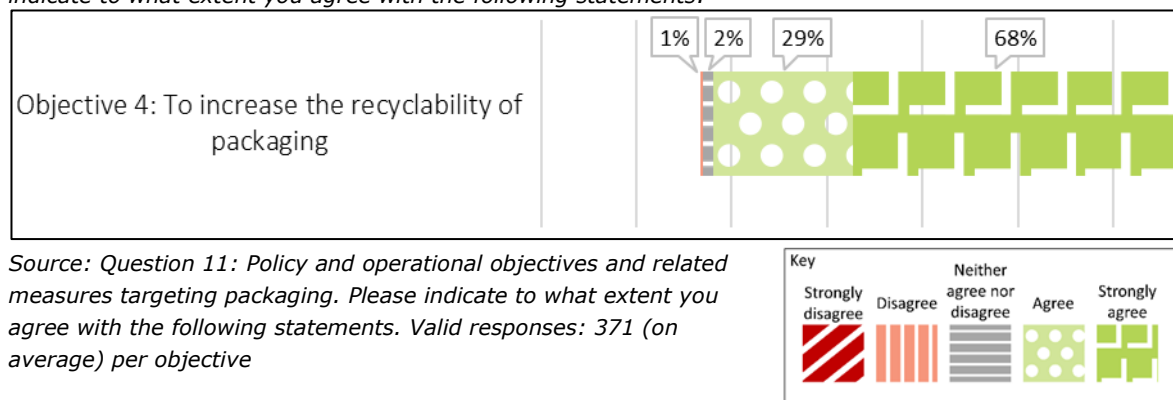 indicate to what extent you agree with the following statements.
1% 2% 29% 68%
Objective 4: To increase the recyclability of
packaging
Source: Question 11: Policy and operational objectives and related
measures targeting packaging. Please indicate to what extent you
agree with the following statements. Valid responses: 371 (on
average) per objective
Key
Strongly
disagree
Disagree
Neither
agree nor
disagree
Agree
Strongly
agree